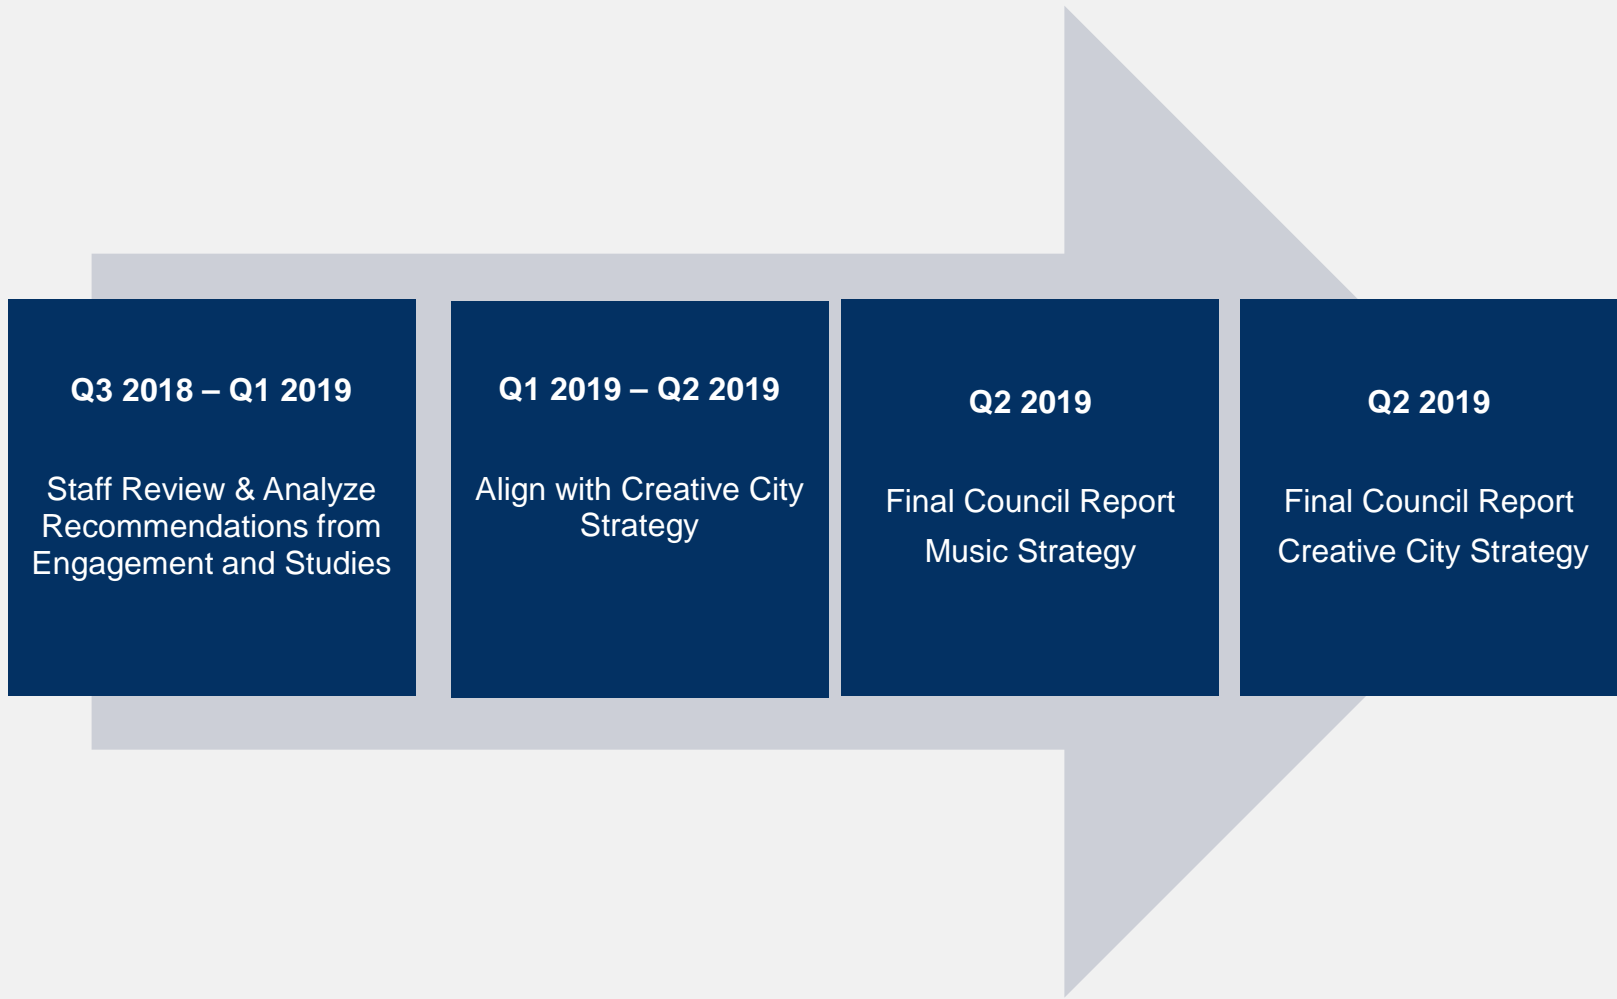 Q3 2018 – Q1 2019
Staff Review & Analyze
Recommendations from
Engagement and Studies
Q1 2019 – Q2 2019
Align with Creative City
Strategy
Q2 2019
Final Council Report
Music Strategy
Q2 2019
Final Council Report
Creative City Strategy